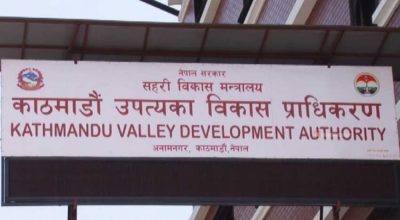 नेपाल सरकार
सहरी विकास मन्त्रालय
काठमाडौं उपत्यका विकास प्राधिकरण
KATHMANDU VALLEY DEVELOPMENT AUTHORITY
अनामनगर, काठमाडौं, नेपाल